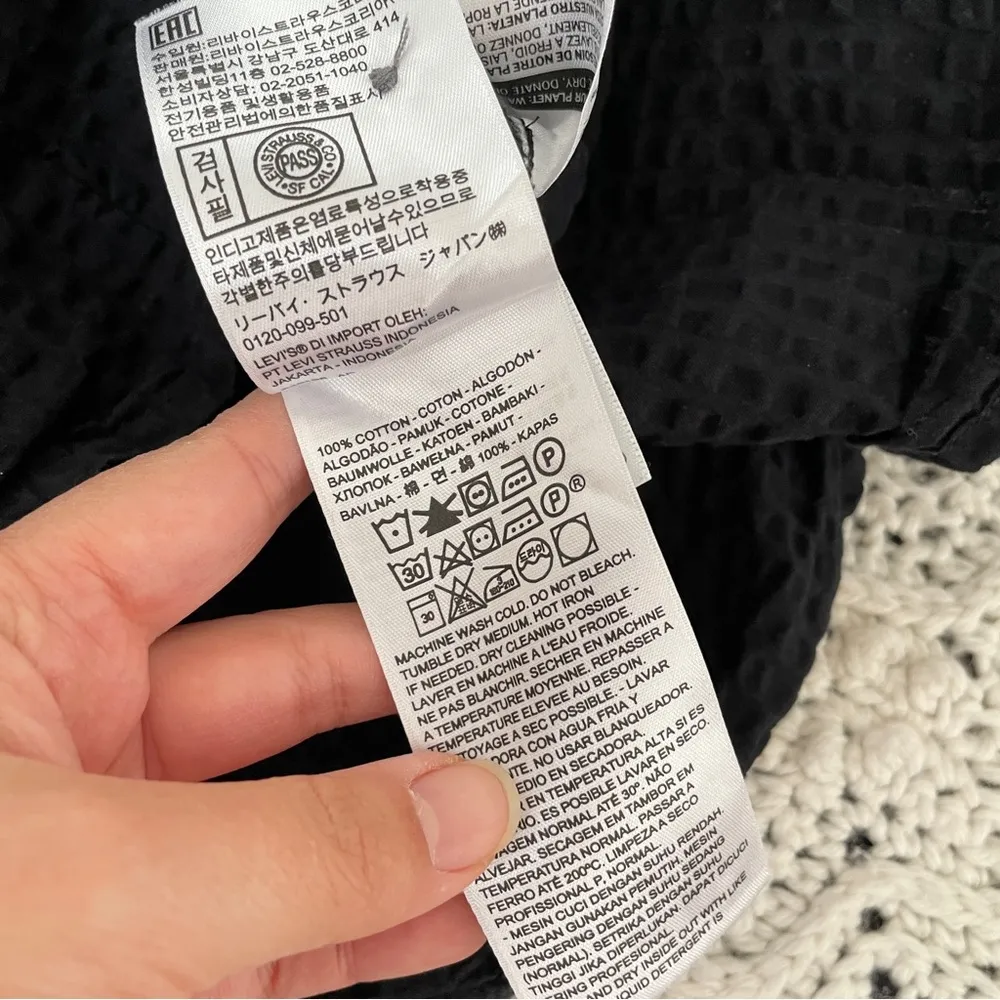 EAC
수입원:리바이스트라우스코리아
판매원:리바이스트라우스코리아
서울특별시 강남구 도산대로 414
한성빌딩11층 02-528-8800
소비자상담: 02-2051-1040
전기용품 및생활용품
안전관리법에의한품질표시
검사필
LEVI STRAUSS & CO
PASS
SF CAL
인디고제품은염료특성으로착용중
타제품및신체에묻어날수있으므로
각별한주의를당부드립니다
リーバイ・ストラウス ジャパン㈱
0120-099-501
LEVI'S® DI IMPORT OLEH:
PT LEVI STRAUSS INDONESIA
JAKARTA - INDONESIA
100% COTTON - COTON - ALGODÓN -
ALGODÃO - PAMUK - COTONE -
BAUMWOLLE - KATOEN - BAMBAKI -
ХЛОПОК - BAWEŁNA - PAMUT -
BAVLNA - 棉 - 면 - 綿 100% - KAPAS
P
30 P ®
30 드라이
MACHINE WASH COLD. DO NOT BLEACH.
TUMBLE DRY MEDIUM. HOT IRON
IF NEEDED. DRY CLEANING POSSIBLE -
LAVER EN MACHINE A L'EAU FROIDE.
NE PAS BLANCHIR. SECHER EN MACHINE
A TEMPERATURE MOYENNE. REPASSER A
TEMPERATURE ELEVEE AU BESOIN.
TTOYAGE A SEC POSSIBLE. - LAVAR
DORA CON AGUA FRIA Y
NTE. NO USAR BLANQUEADOR.
EDIO EN SECADORA.
R EN TEMPERATURA ALTA SI ES
RIO. ES POSIBLE LAVAR EN SECO.
VAGEM NORMAL ATÉ 30º. NÃO
ALVEJAR. SECAGEM EM TAMBOR EM
TEMPERATURA NORMAL. PASSAR A
FERRO ATÉ 200ºC. LIMPEZA A SECO
PROFISSIONAL P, NORMAL.
- MESIN CUCI DENGAN SUHU RENDAH.
JANGAN GUNAKAN PEMUTIH. MESIN
PENGERING DENGAN SUHU SEDANG
(NORMAL), SETRIKA DENGAN SUHU
TINGGI JIKA DIPERLUKAN. DAPAT DICUCI
ERING PROFESIONAL.
OUT WITH LIKE
AND DRY INSIDE
LIQUID DETERGENT IS